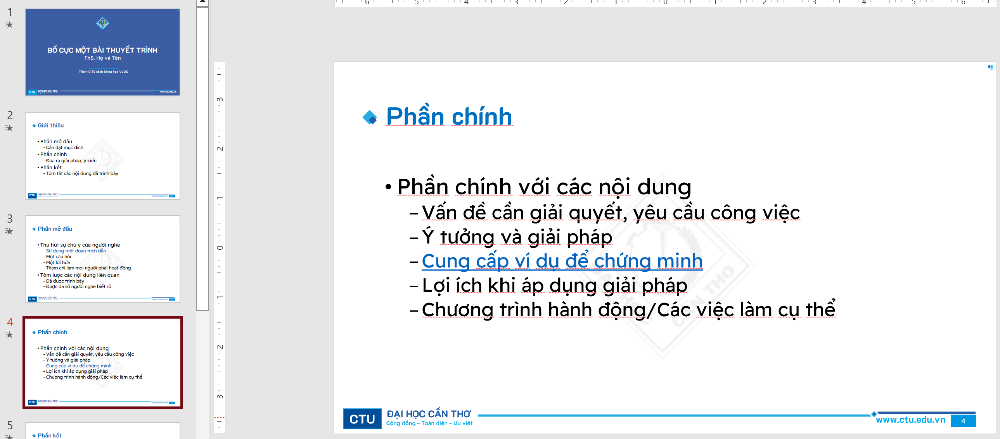 1
BỐ CỤC MỘT BÀI THUYẾT TRÌNH
ThS. Họ và Tên
Trích từ Tủ sách Khoa học VLOS
CTU
ĐẠI HỌC CẦN THƠ
www.ctu.edu.vn
2
Giới thiệu
• Phần mở đầu
– Cần đạt mục đích
• Phần chính
– Đưa ra giải pháp, ý kiến
• Phần kết
– Tóm tắt các nội dung đã trình bày
CTU
ĐẠI HỌC CẦN THƠ
www.ctu.edu.vn
3
Phần mở đầu
• Thu hút sự chú ý của người nghe
– Sử dụng một đoạn trích dẫn
– Một câu hỏi
– Một lời hứa
– Thậm chí làm mọi người phải hoạt động
• Tóm lược các nội dung liên quan
– Đã được trình bày
– Được đa số người nghe biết rõ
CTU
ĐẠI HỌC CẦN THƠ
www.ctu.edu.vn
4
Phần chính
• Phần chính với các nội dung
– Vấn đề cần giải quyết, yêu cầu công việc
– Ý tưởng và giải pháp
– Cung cấp ví dụ để chứng minh
– Lợi ích khi áp dụng giải pháp
– Chương trình hành động/Các việc làm cụ thể
CTU
ĐẠI HỌC CẦN THƠ
www.ctu.edu.vn
5
Phần kết
6 5 4 3 2 1 0 1 2 3 4 5 6
3
2
1
0
1
2
3
Phần chính
• Phần chính với các nội dung
– Vấn đề cần giải quyết, yêu cầu công việc
– Ý tưởng và giải pháp
– Cung cấp ví dụ để chứng minh
– Lợi ích khi áp dụng giải pháp
– Chương trình hành động/Các việc làm cụ thể
ĐẠI HỌC CẦN THƠ
CTU
ĐẠI HỌC CẦN THƠ
Cộng đồng – Toàn diện – Ưu việt
www.ctu.edu.vn
4